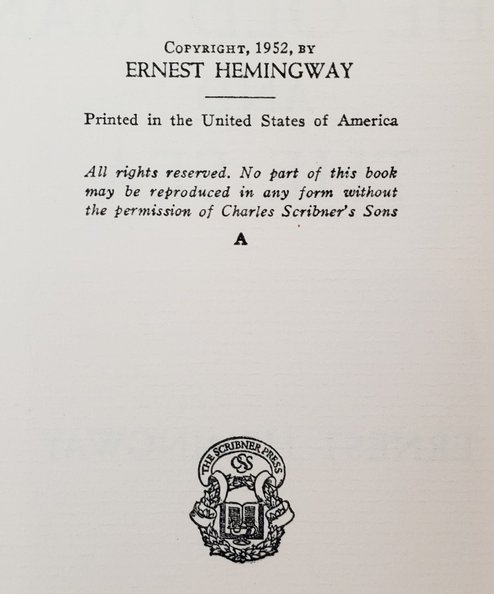 COPYRIGHT, 1952, BY
ERNEST HEMINGWAY
Printed in the United States of America
All rights reserved. No part of this book
may be reproduced in any form without
the permission of Charles Scribner's Sons
A
THE SCRIBNER PRESS
CSS